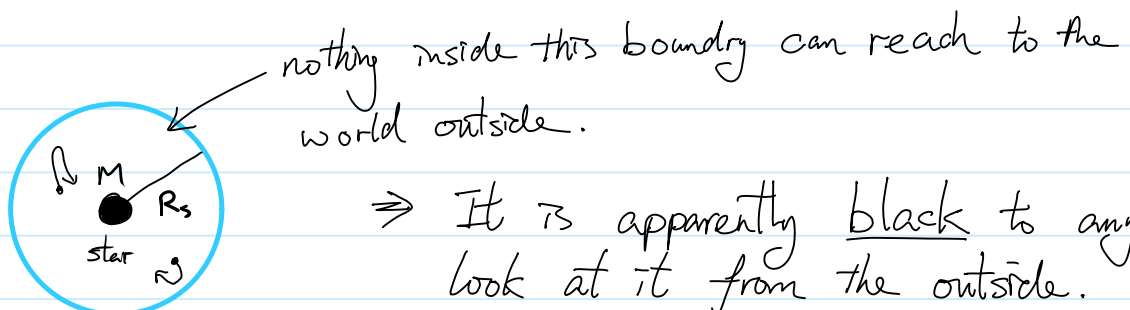 nothing inside this boundry can reach to the
world outside.
M
Rs
star
⇒ It is apparently black to any
look at it from the outside.